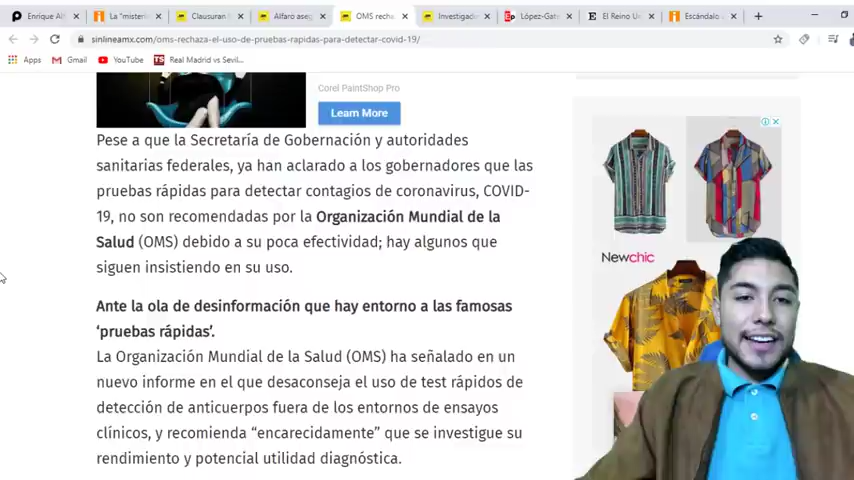 Enrique Alf
La "misteri
Clausuran
Alfaro aseg
OMS recha
Investigador
López-Gate
El Reino U
Escándalo
sinlineamx.com/oms-rechaza-el-uso-de-pruebas-rapidas-para-detectar-covid-19/
Apps
Gmail
YouTube
Real Madrid vs Sevil...
Corel PaintShop Pro
Learn More
Pese a que la Secretaría de Gobernación y autoridades
sanitarias federales, ya han aclarado a los gobernadores que las
pruebas rápidas para detectar contagios de coronavirus, COVID-
19, no son recomendadas por la Organización Mundial de la
Salud (OMS) debido a su poca efectividad; hay algunos que
siguen insistiendo en su uso.
Ante la ola de desinformación que hay entorno a las famosas
‘pruebas rápidas’.
La Organización Mundial de la Salud (OMS) ha señalado en un
nuevo informe en el que desaconseja el uso de test rápidos de
detección de anticuerpos fuera de los entornos de ensayos
clínicos, y recomienda “encarecidamente” que se investigue su
rendimiento y potencial utilidad diagnóstica.
Newchic